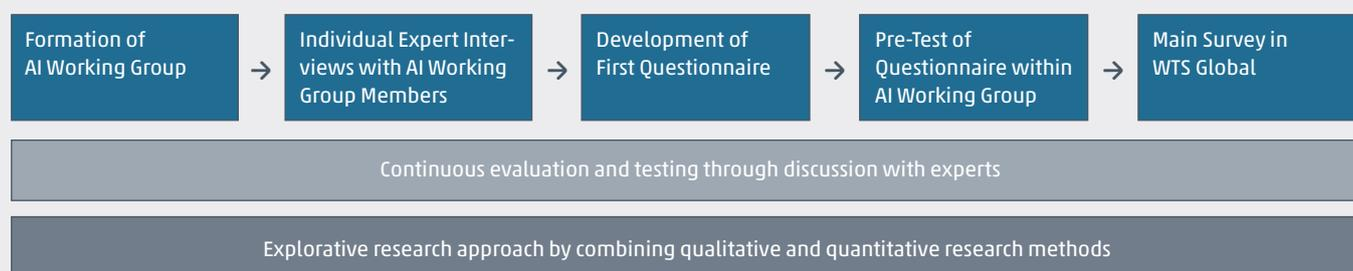 Formation of
AI Working Group
Individual Expert Inter-
views with AI Working
Group Members
Development of
First Questionnaire
Pre-Test of
Questionnaire within
AI Working Group
Main Survey in
WTS Global
Continuous evaluation and testing through discussion with experts
Explorative research approach by combining qualitative and quantitative research methods